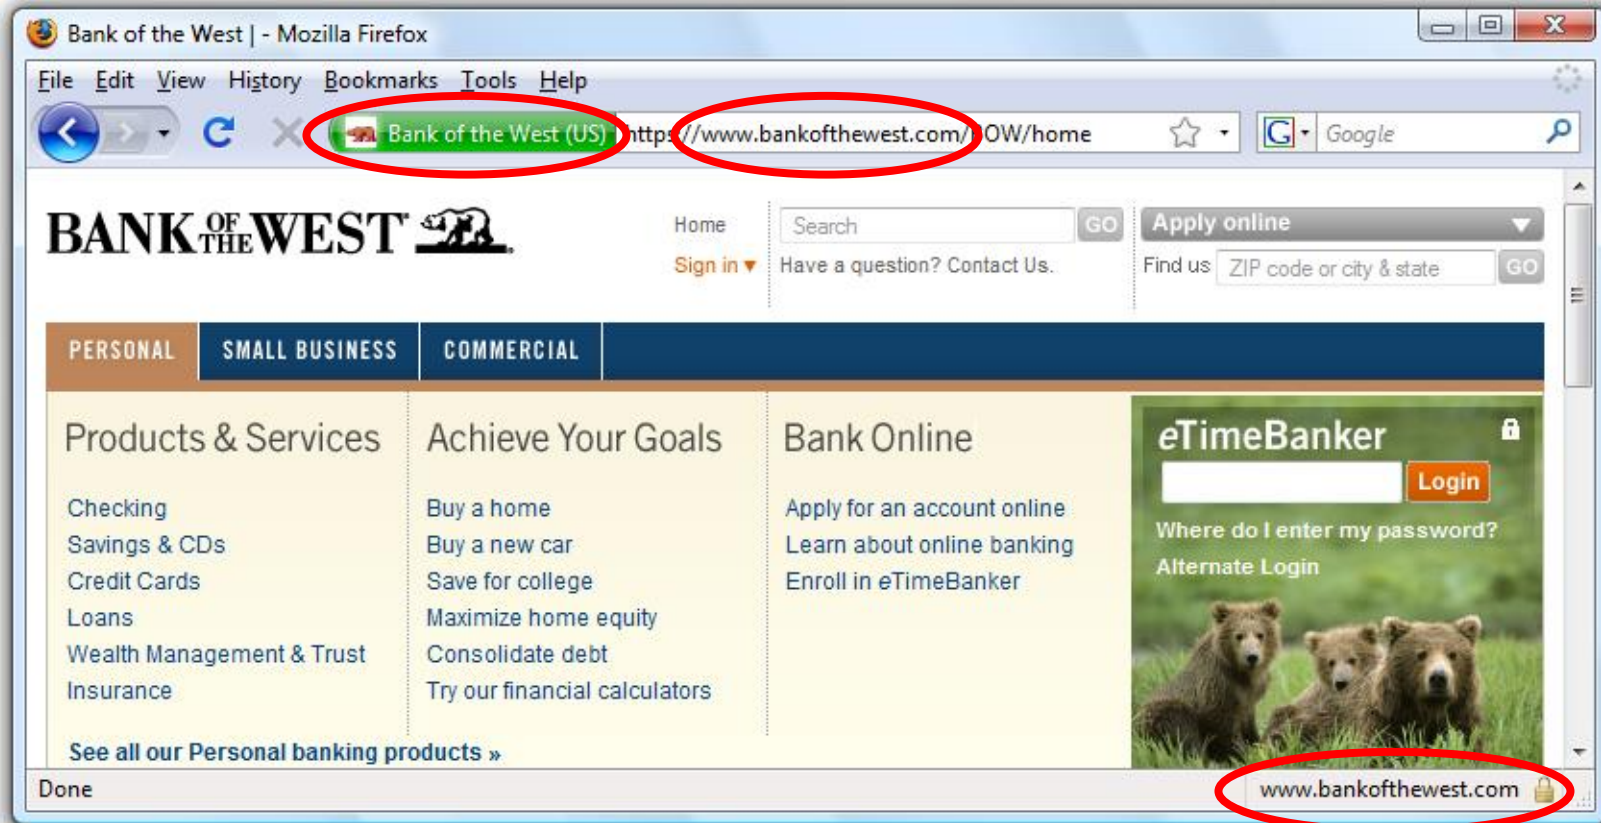 Bank of the West | - Mozilla Firefox
File Edit View History Bookmarks Tools Help
Bank of the West (US) https://www.bankofthewest.com/BOW/home G Google
BANK OF THE WEST
Home Search GO Apply online
Sign in ▾ Have a question? Contact Us. Find us ZIP code or city & state GO
PERSONAL SMALL BUSINESS COMMERCIAL
Products & Services
Checking
Savings & CDs
Credit Cards
Loans
Wealth Management & Trust
Insurance
See all our Personal banking products »
Achieve Your Goals
Buy a home
Buy a new car
Save for college
Maximize home equity
Consolidate debt
Try our financial calculators
Bank Online
Apply for an account online
Learn about online banking
Enroll in eTimeBanker
eTimeBanker
Login
Where do I enter my password?
Alternate Login
Done www.bankofthewest.com